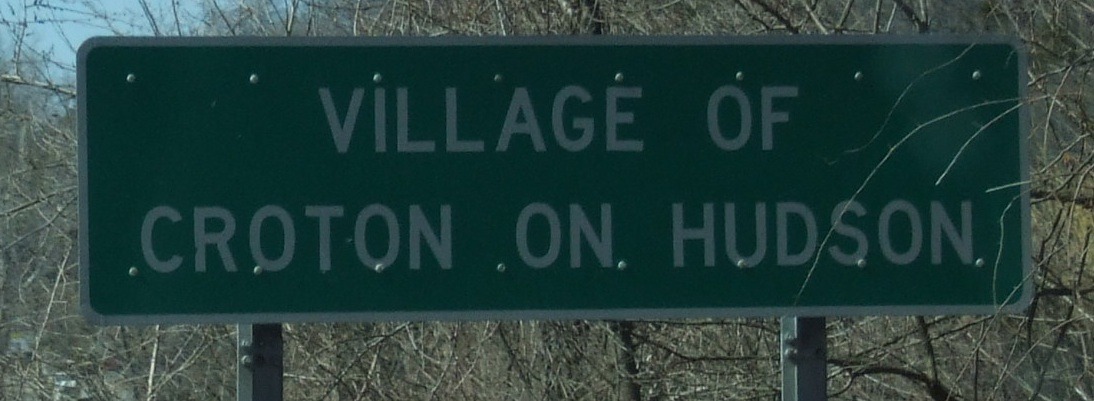 VILLAGE OF
CROTON ON HUDSON